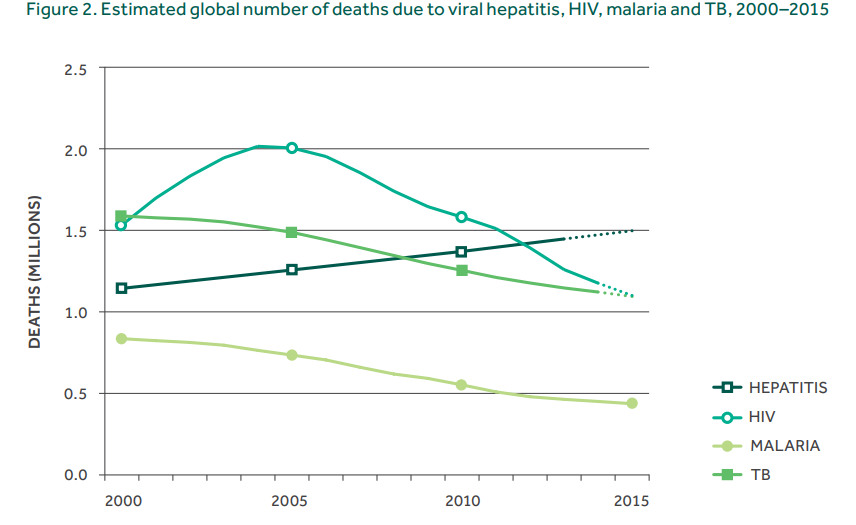 Figure 2. Estimated global number of deaths due to viral hepatitis, HIV, malaria and TB, 2000–2015
2.5
2.0
1.5
1.0
0.5
0.0
DEATHS (MILLIONS)
2000
2005
2010
2015
HEPATITIS
HIV
MALARIA
TB